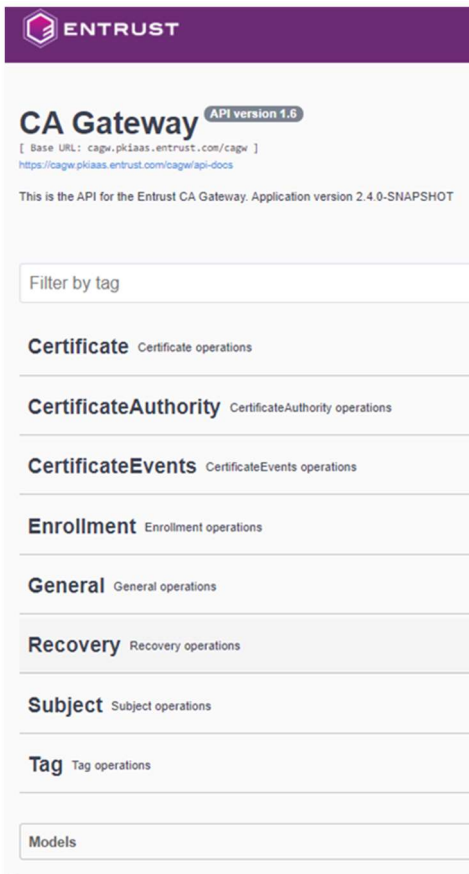 ENTRUST
CA Gateway API version 1.6
[ Base URL: cagw.pkiaas.entrust.com/cagw ]
https://cagw.pkiaas.entrust.com/cagw/api-docs
This is the API for the Entrust CA Gateway. Application version 2.4.0-SNAPSHOT
Filter by tag
Certificate Certificate operations
CertificateAuthority CertificateAuthority operations
CertificateEvents CertificateEvents operations
Enrollment Enrollment operations
General General operations
Recovery Recovery operations
Subject Subject operations
Tag Tag operations
Models